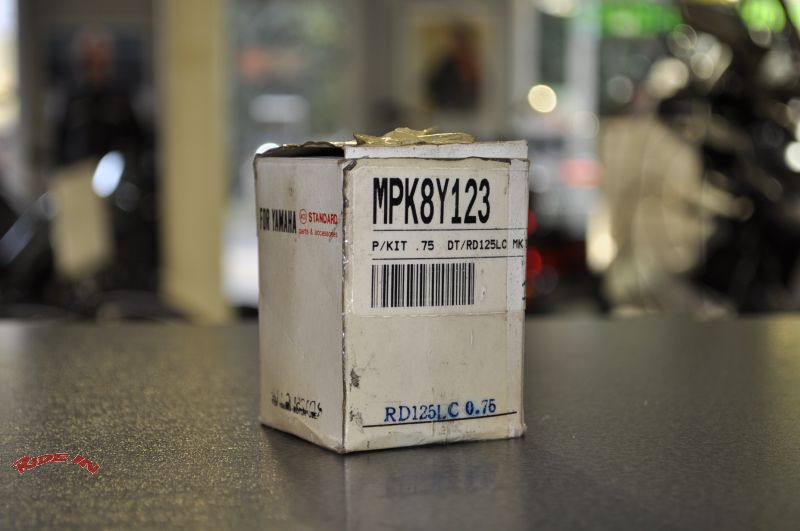 MPK8Y123
P/KIT .75 DT/RD125LC MK
RD125LC 0.75
FOR YAMAHA STANDARD
parts & accessories
RIDE IN